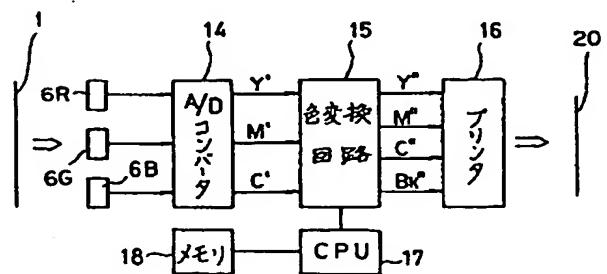 1
14
15
16
20
6R
6G
6B
A/D
コンバータ
Y'
M'
C'
色変換
回路
Y"
M"
C"
BK"
プリンタ
18
メモリ
CPU
17